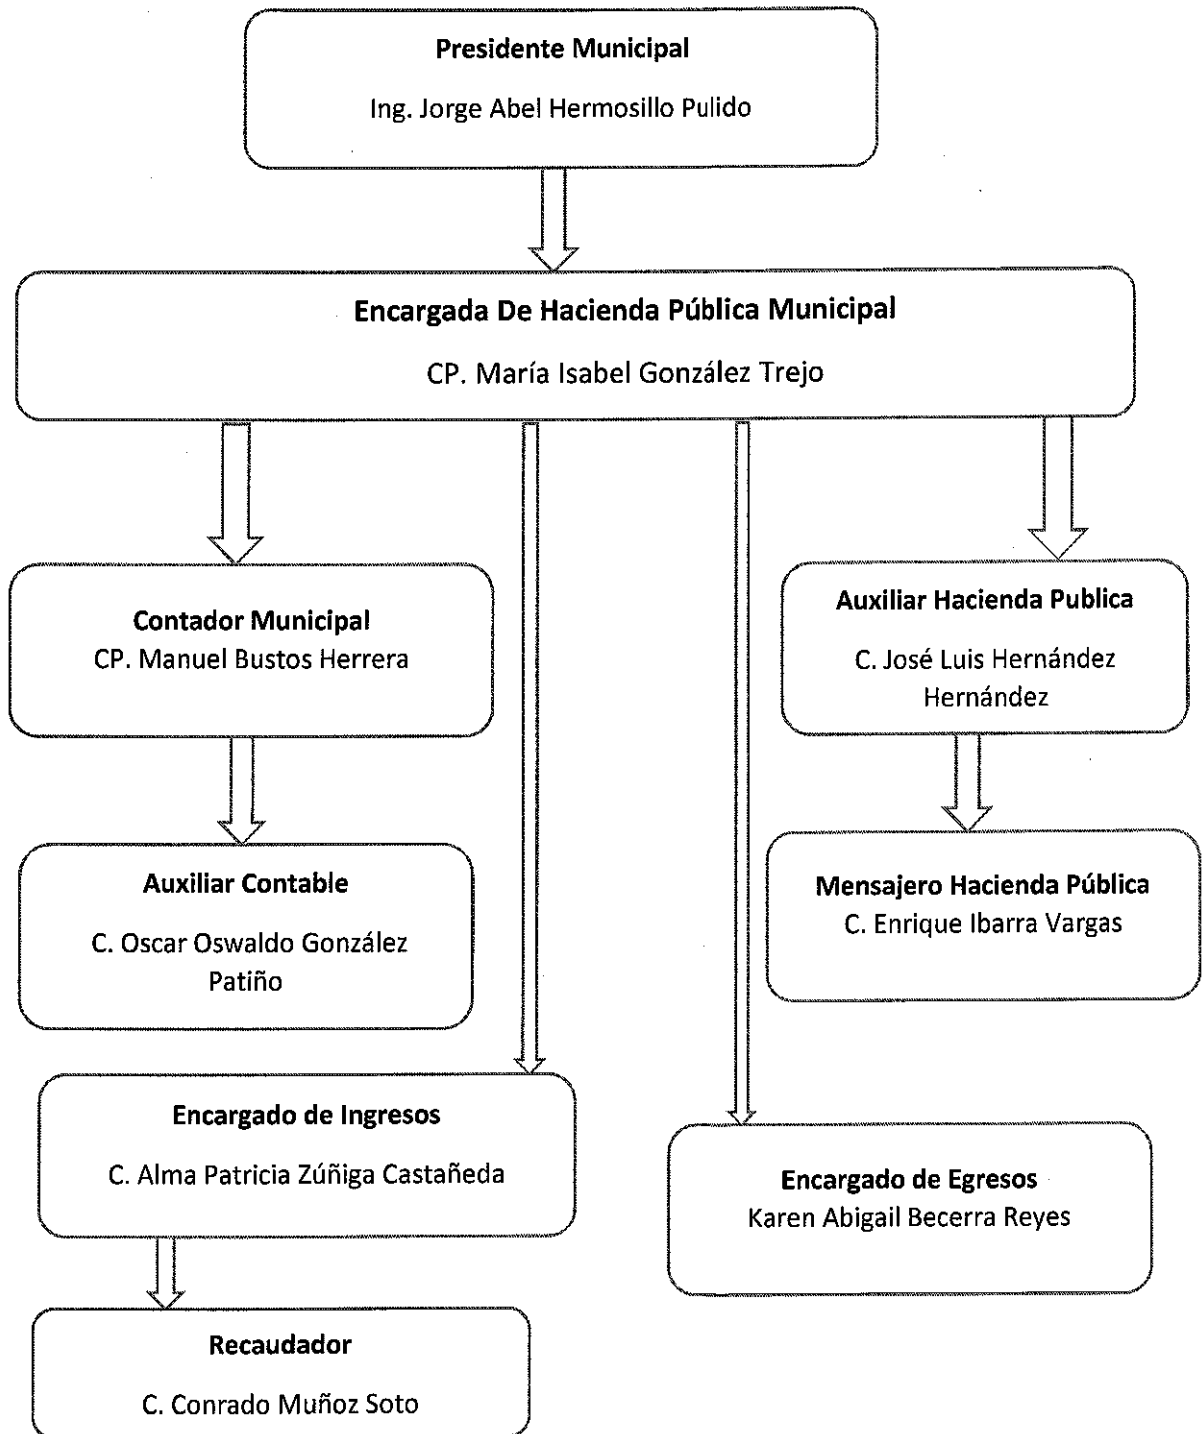 Presidente Municipal
Ing. Jorge Abel Hermosillo Pulido
Encargada De Hacienda Pública Municipal
CP. María Isabel González Trejo
Contador Municipal
CP. Manuel Bustos Herrera
Auxiliar Hacienda Publica
C. José Luis Hernández
Hernández
Auxiliar Contable
C. Oscar Oswaldo González
Patiño
Mensajero Hacienda Pública
C. Enrique Ibarra Vargas
Encargado de Ingresos
C. Alma Patricia Zúñiga Castañeda
Encargado de Egresos
Karen Abigail Becerra Reyes
Recaudador
C. Conrado Muñoz Soto